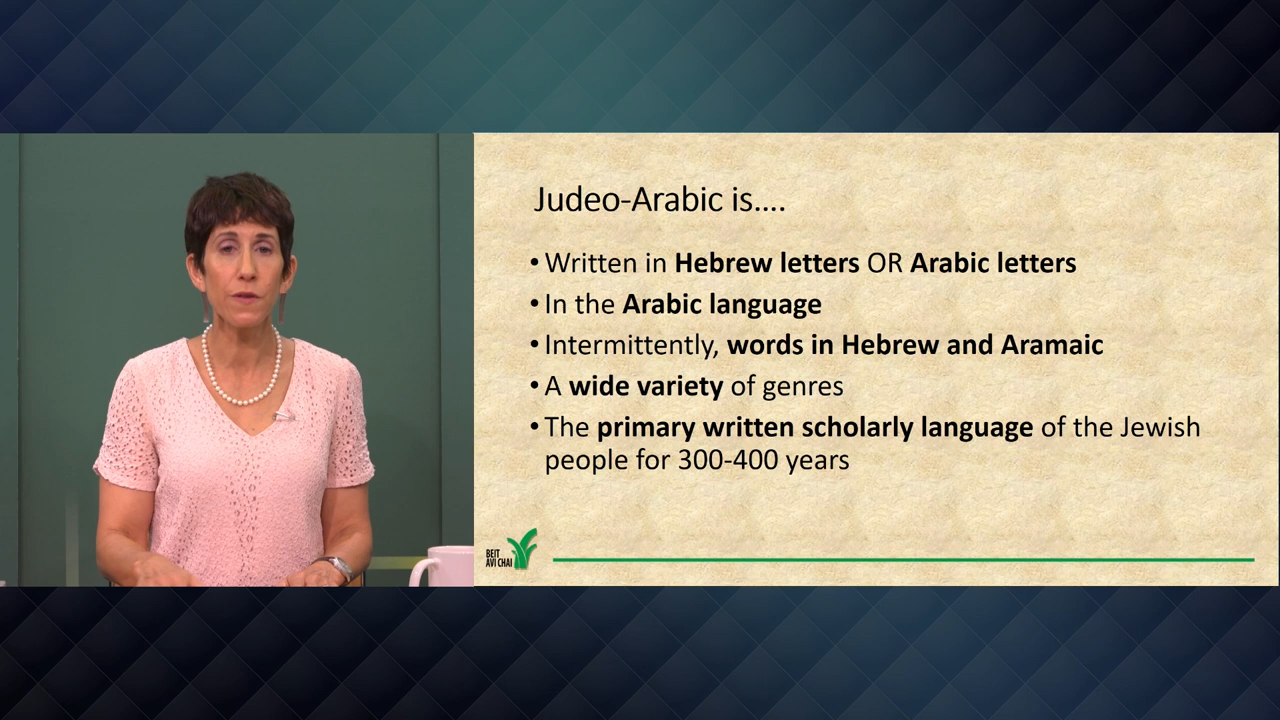 Judeo-Arabic is....
• Written in Hebrew letters OR Arabic letters
• In the Arabic language
• Intermittently, words in Hebrew and Aramaic
• A wide variety of genres
• The primary written scholarly language of the Jewish
people for 300-400 years
BEIT
AVI CHAI